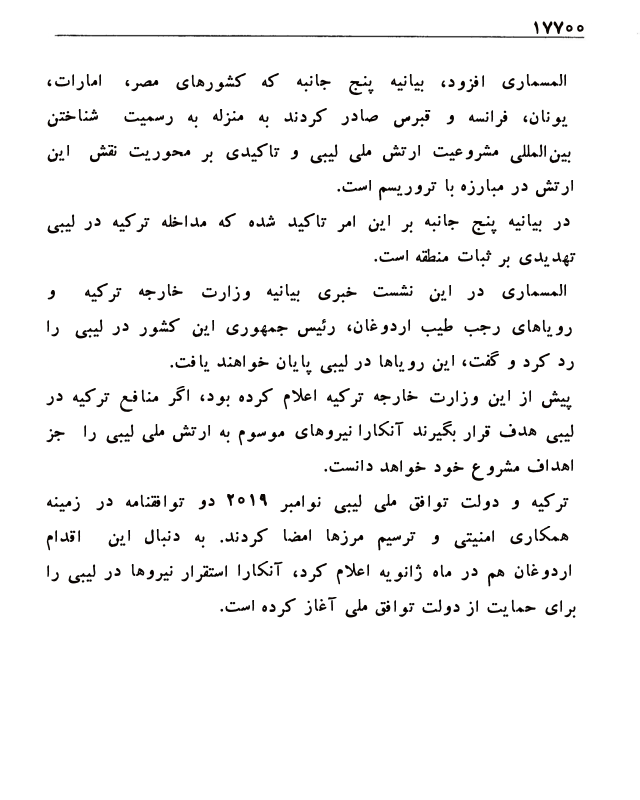 ۱۷۷۰۰
المسماری افزود، بیانیه پنج جانبه که کشورهای مصر، امارات،
یونان، فرانسه و قبرس صادر کردند به منزله به رسمیت شناختن
بین‌المللی مشروعیت ارتش ملی لیبی و تاکیدی بر محوریت نقش این
ارتش در مبارزه با تروریسم است.
در بیانیه پنج جانبه بر این امر تاکید شده که مداخله ترکیه در لیبی
تهدیدی بر ثبات منطقه است.
المسماری در این نشست خبری بیانیه وزارت خارجه ترکیه و
رویاهای رجب طیب اردوغان، رئیس جمهوری این کشور در لیبی را
رد کرد و گفت، این رویاها در لیبی پایان خواهند یافت.
پیش از این وزارت خارجه ترکیه اعلام کرده بود، اگر منافع ترکیه در
لیبی هدف قرار بگیرند آنکارا نیروهای موسوم به ارتش ملی لیبی را جز
اهداف مشروع خود خواهد دانست.
ترکیه و دولت توافق ملی لیبی نوامبر ۲۰۱۹ دو توافقنامه در زمینه
همکاری امنیتی و ترسیم مرزها امضا کردند. به دنبال این اقدام
اردوغان هم در ماه ژانویه اعلام کرد، آنکارا استقرار نیروها در لیبی را
برای حمایت از دولت توافق ملی آغاز کرده است.